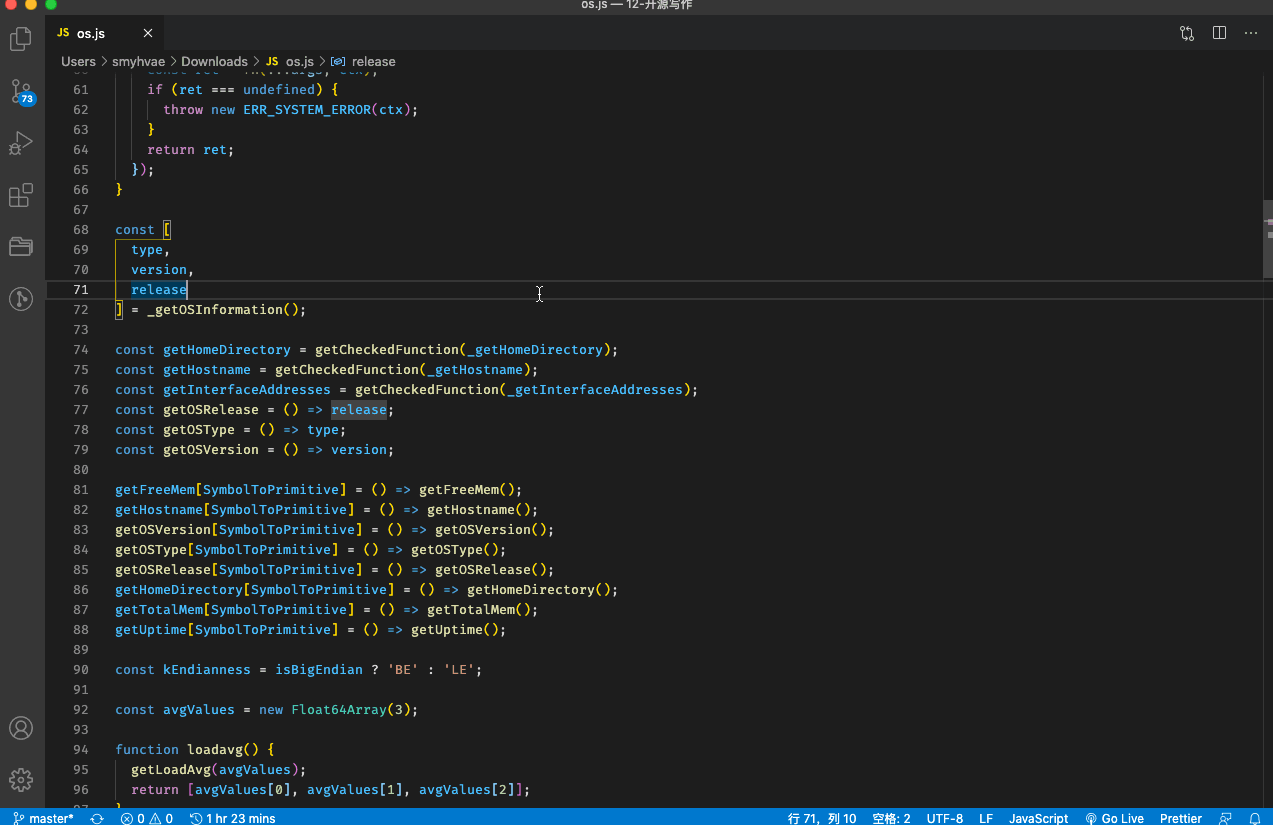 os.js — 12-开源写作
JS os.js
Users > smyhvae > Downloads > JS os.js > release
73
61 if (ret === undefined) {
62 throw new ERR_SYSTEM_ERROR(ctx);
63 }
64 return ret;
65 });
66 }
67
68 const [
69 type,
70 version,
71 release
72 ] = _getOSInformation();
73
74 const getHomeDirectory = getCheckedFunction(_getHomeDirectory);
75 const getHostname = getCheckedFunction(_getHostname);
76 const getInterfaceAddresses = getCheckedFunction(_getInterfaceAddresses);
77 const getOSRelease = () => release;
78 const getOSType = () => type;
79 const getOSVersion = () => version;
80
81 getFreeMem[SymbolToPrimitive] = () => getFreeMem();
82 getHostname[SymbolToPrimitive] = () => getHostname();
83 getOSVersion[SymbolToPrimitive] = () => getOSVersion();
84 getOSType[SymbolToPrimitive] = () => getOSType();
85 getOSRelease[SymbolToPrimitive] = () => getOSRelease();
86 getHomeDirectory[SymbolToPrimitive] = () => getHomeDirectory();
87 getTotalMem[SymbolToPrimitive] = () => getTotalMem();
88 getUptime[SymbolToPrimitive] = () => getUptime();
89
90 const kEndianness = isBigEndian ? 'BE' : 'LE';
91
92 const avgValues = new Float64Array(3);
93
94 function loadavg() {
95 getLoadAvg(avgValues);
96 return [avgValues[0], avgValues[1], avgValues[2]];
master* 0 0 1 hr 23 mins 行 71，列 10 空格: 2 UTF-8 LF JavaScript Go Live Prettier